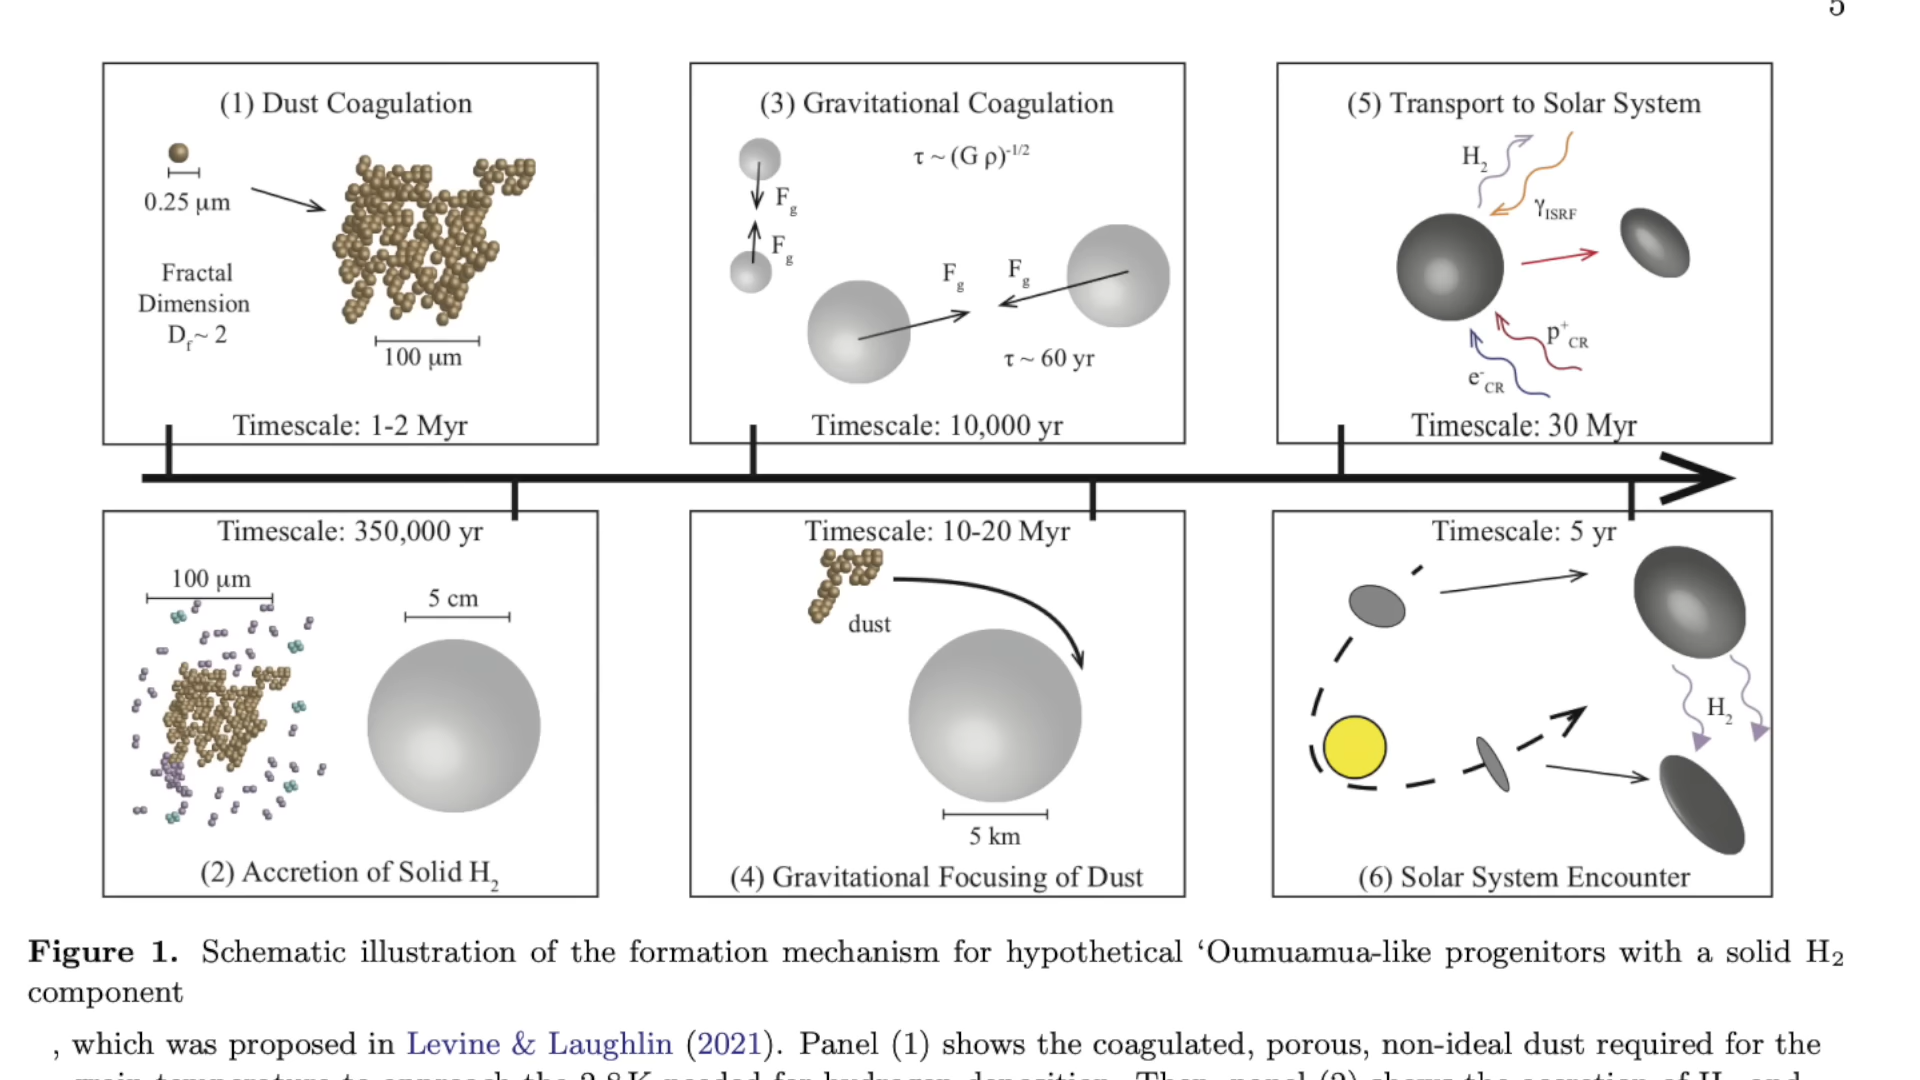 5
(1) Dust Coagulation
0.25 μm
Fractal
Dimension
D_f ~ 2
100 μm
Timescale: 1-2 Myr
(3) Gravitational Coagulation
τ ~ (G ρ)^-1/2
F_g
F_g
F_g
F_g
τ ~ 60 yr
Timescale: 10,000 yr
(5) Transport to Solar System
H₂
γ_ISRF
p⁺_CR
e⁻_CR
Timescale: 30 Myr
Timescale: 350,000 yr
100 μm
5 cm
(2) Accretion of Solid H₂
Timescale: 10-20 Myr
dust
5 km
(4) Gravitational Focusing of Dust
Timescale: 5 yr
H₂
(6) Solar System Encounter
Figure 1. Schematic illustration of the formation mechanism for hypothetical ‘Oumuamua-like progenitors with a solid H₂
component
, which was proposed in Levine & Laughlin (2021). Panel (1) shows the coagulated, porous, non-ideal dust required for the